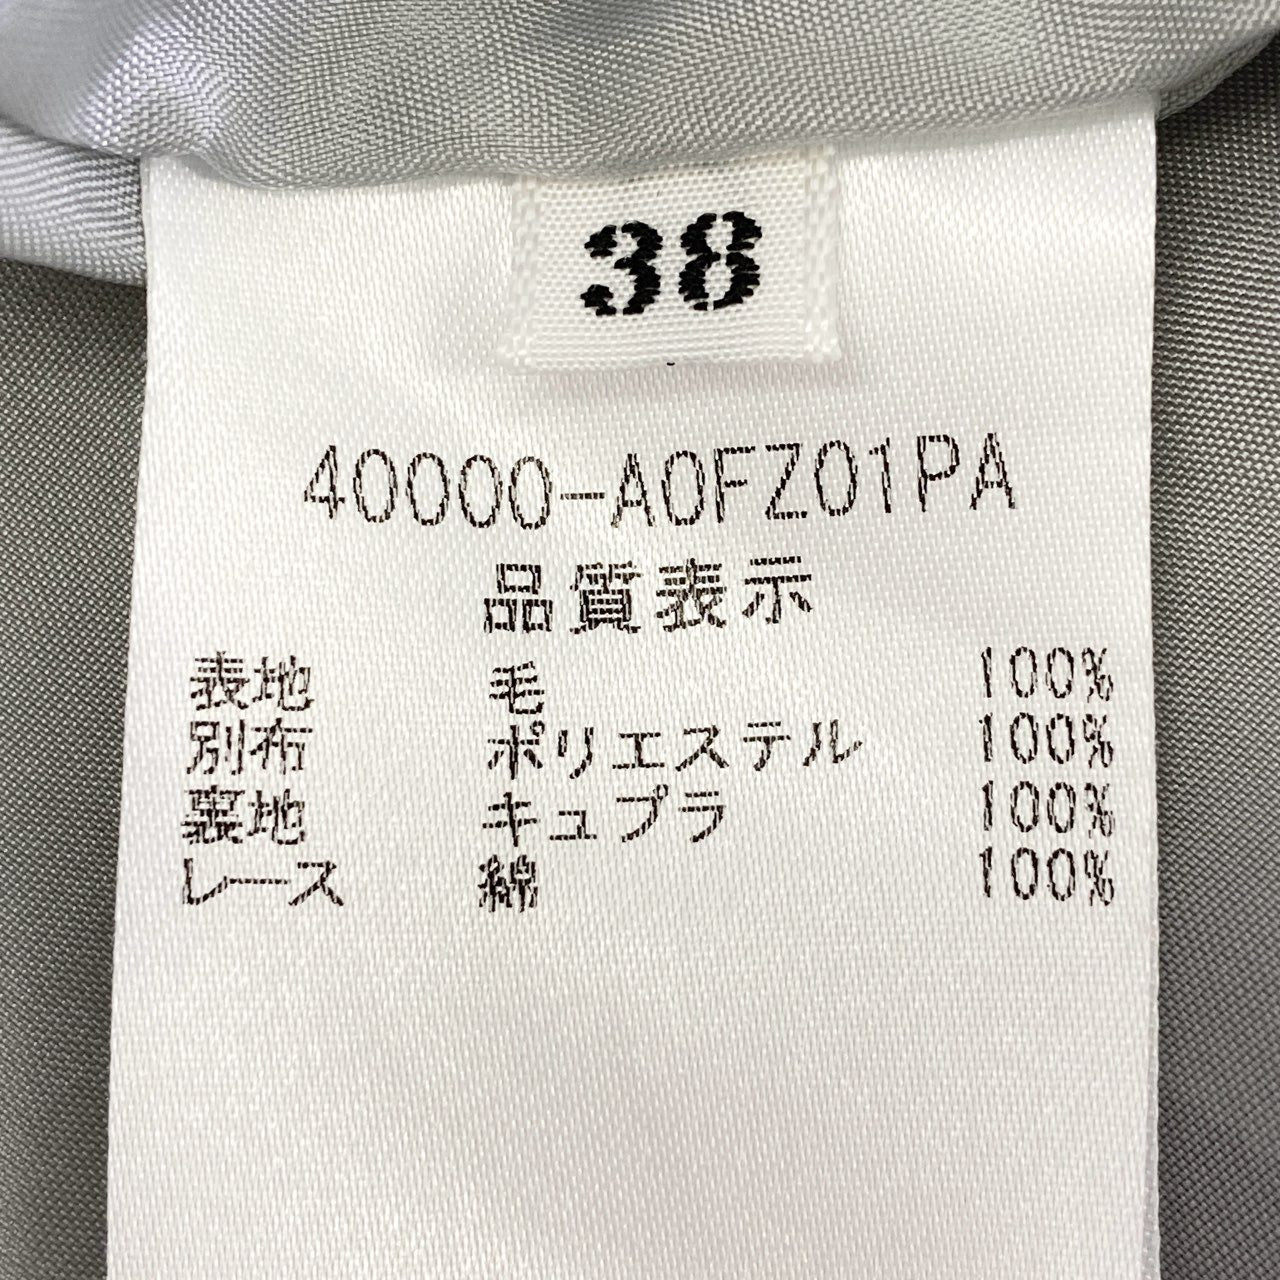 38
40000-A0FZ01PA
品質表示
表地 毛 100%
別布 ポリエステル 100%
裏地 キュプラ 100%
レース 綿 100%